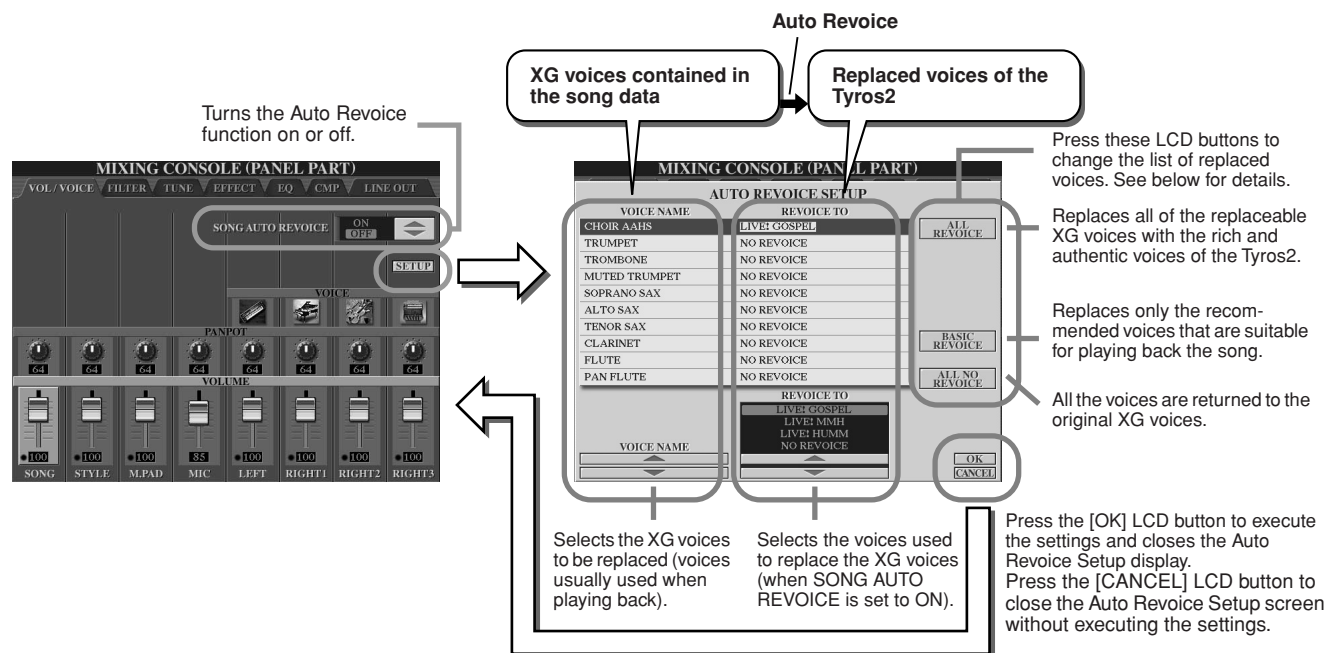 Auto Revoice
XG voices contained in
the song data
Replaced voices of the
Tyros2
Turns the Auto Revoice
function on or off.
MIXING CONSOLE (PANEL PART)
VOL / VOICE FILTER TUNE EFFECT EQ CMP LINE OUT
SONG AUTO REVOICE ON
OFF
SETUP
VOICE
PANPOT
64 64 64 64 64 64 64 64
VOLUME
100 100 100 85 100 100 100 100
SONG STYLE M.PAD MIC LEFT RIGHT1 RIGHT2 RIGHT3
MIXING CONSOLE (PANEL PART)
AUTO REVOICE SETUP
VOICE NAME REVOICE TO
CHOIR AAHS LIVE! GOSPEL
TRUMPET NO REVOICE
TROMBONE NO REVOICE
MUTED TRUMPET NO REVOICE
SOPRANO SAX NO REVOICE
ALTO SAX NO REVOICE
TENOR SAX NO REVOICE
CLARINET NO REVOICE
FLUTE NO REVOICE
PAN FLUTE NO REVOICE
REVOICE TO
LIVE! GOSPEL
LIVE! MMH
LIVE! HUMM
NO REVOICE
VOICE NAME
ALL
REVOICE
BASIC
REVOICE
ALL NO
REVOICE
OK
CANCEL
Press these LCD buttons to
change the list of replaced
voices. See below for details.
Replaces all of the replaceable
XG voices with the rich and
authentic voices of the Tyros2.
Replaces only the recom-
mended voices that are suitable
for playing back the song.
All the voices are returned to the
original XG voices.
Selects the XG voices
to be replaced (voices
usually used when
playing back).
Selects the voices used
to replace the XG voices
(when SONG AUTO
REVOICE is set to ON).
Press the [OK] LCD button to execute
the settings and closes the Auto
Revoice Setup display.
Press the [CANCEL] LCD button to
close the Auto Revoice Setup screen
without executing the settings.